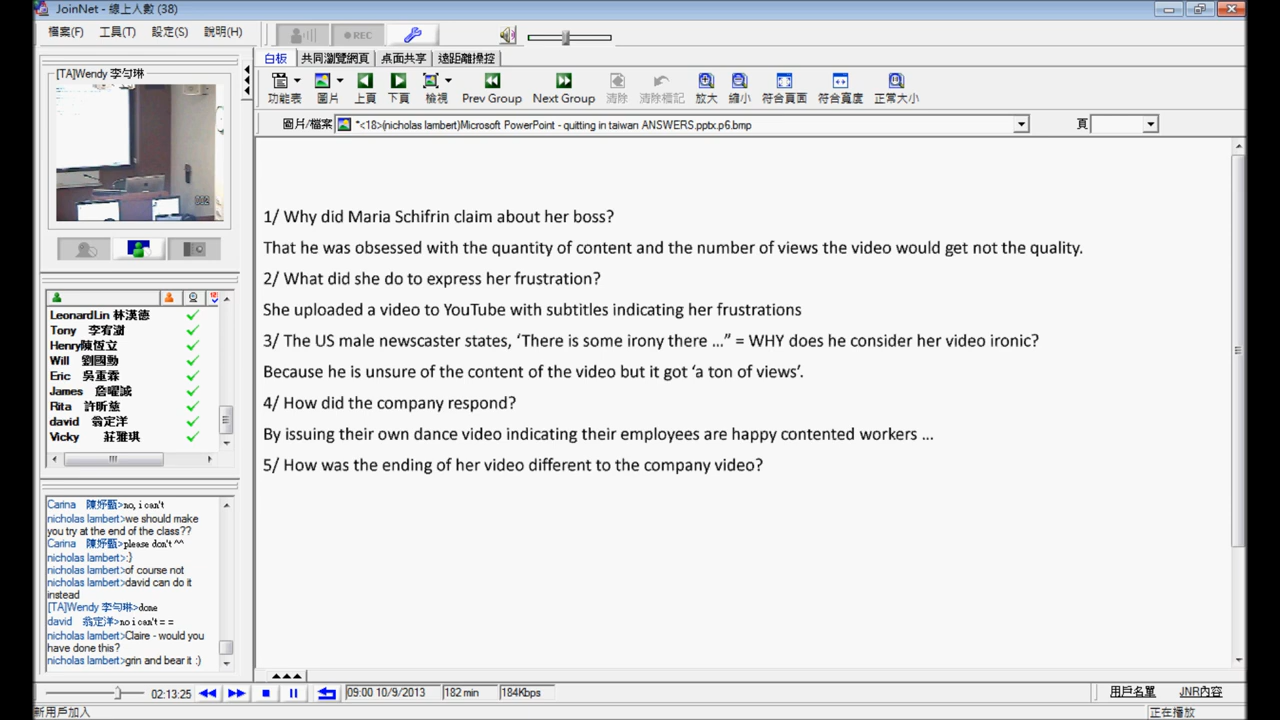 JoinNet - 線上人數 (38)
檔案(F) 工具(T) 設定(S) 說明(H)
REC
白板 共同瀏覽網頁 桌面共享 遠距離操控
功能表 圖片 上頁 下頁 檢視 Prev Group Next Group 清除 清除標記 放大 縮小 符合頁面 符合寬度 正常大小
圖片/檔案 *<18>(nicholas lambert)Microsoft PowerPoint - quitting in taiwan ANSWERS.pptx.p6.bmp 頁
[TA]Wendy 李勻琳
002
LeonardLin 林漢德
Tony 李宥澍
Henry陳恆立
Will 劉國勳
Eric 吳重霖
James 詹曜誠
Rita 許昕慈
david 翁定洋
Vicky 莊雅琪
Carina 陳妤甄>no, i can't
nicholas lambert>we should make
you try at the end of the class??
Carina 陳妤甄>please don't ^^
nicholas lambert>:}
nicholas lambert>of course not
nicholas lambert>david can do it
instead
[TA]Wendy 李勻琳>done
david 翁定洋>no i can't = =
nicholas lambert>Claire - would you
have done this?
nicholas lambert>grin and bear it :)
1/ Why did Maria Schifrin claim about her boss?
That he was obsessed with the quantity of content and the number of views the video would get not the quality.
2/ What did she do to express her frustration?
She uploaded a video to YouTube with subtitles indicating her frustrations
3/ The US male newscaster states, ‘There is some irony there …” = WHY does he consider her video ironic?
Because he is unsure of the content of the video but it got ‘a ton of views’.
4/ How did the company respond?
By issuing their own dance video indicating their employees are happy contented workers …
5/ How was the ending of her video different to the company video?
02:13:25 09:00 10/9/2013 182 min 184Kbps 用戶名單 JNR內容
新用戶加入 正在播放